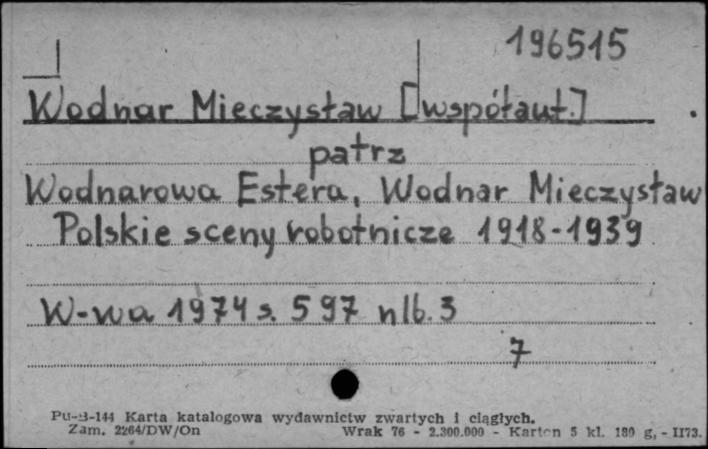 196515
Wodnar Mieczysław [współaut.]
patrz
Wodnarowa Estera, Wodnar Mieczysław
Polskie sceny robotnicze 1918-1939
W-wa 1974 s. 597 nlb. 3
7
Pu-B-144 Karta katalogowa wydawnictw zwartych i ciągłych.
Zam. 2264/DW/On Wrak 76 - 2.300.000 - Karton 5 kl. 180 g, - II73.